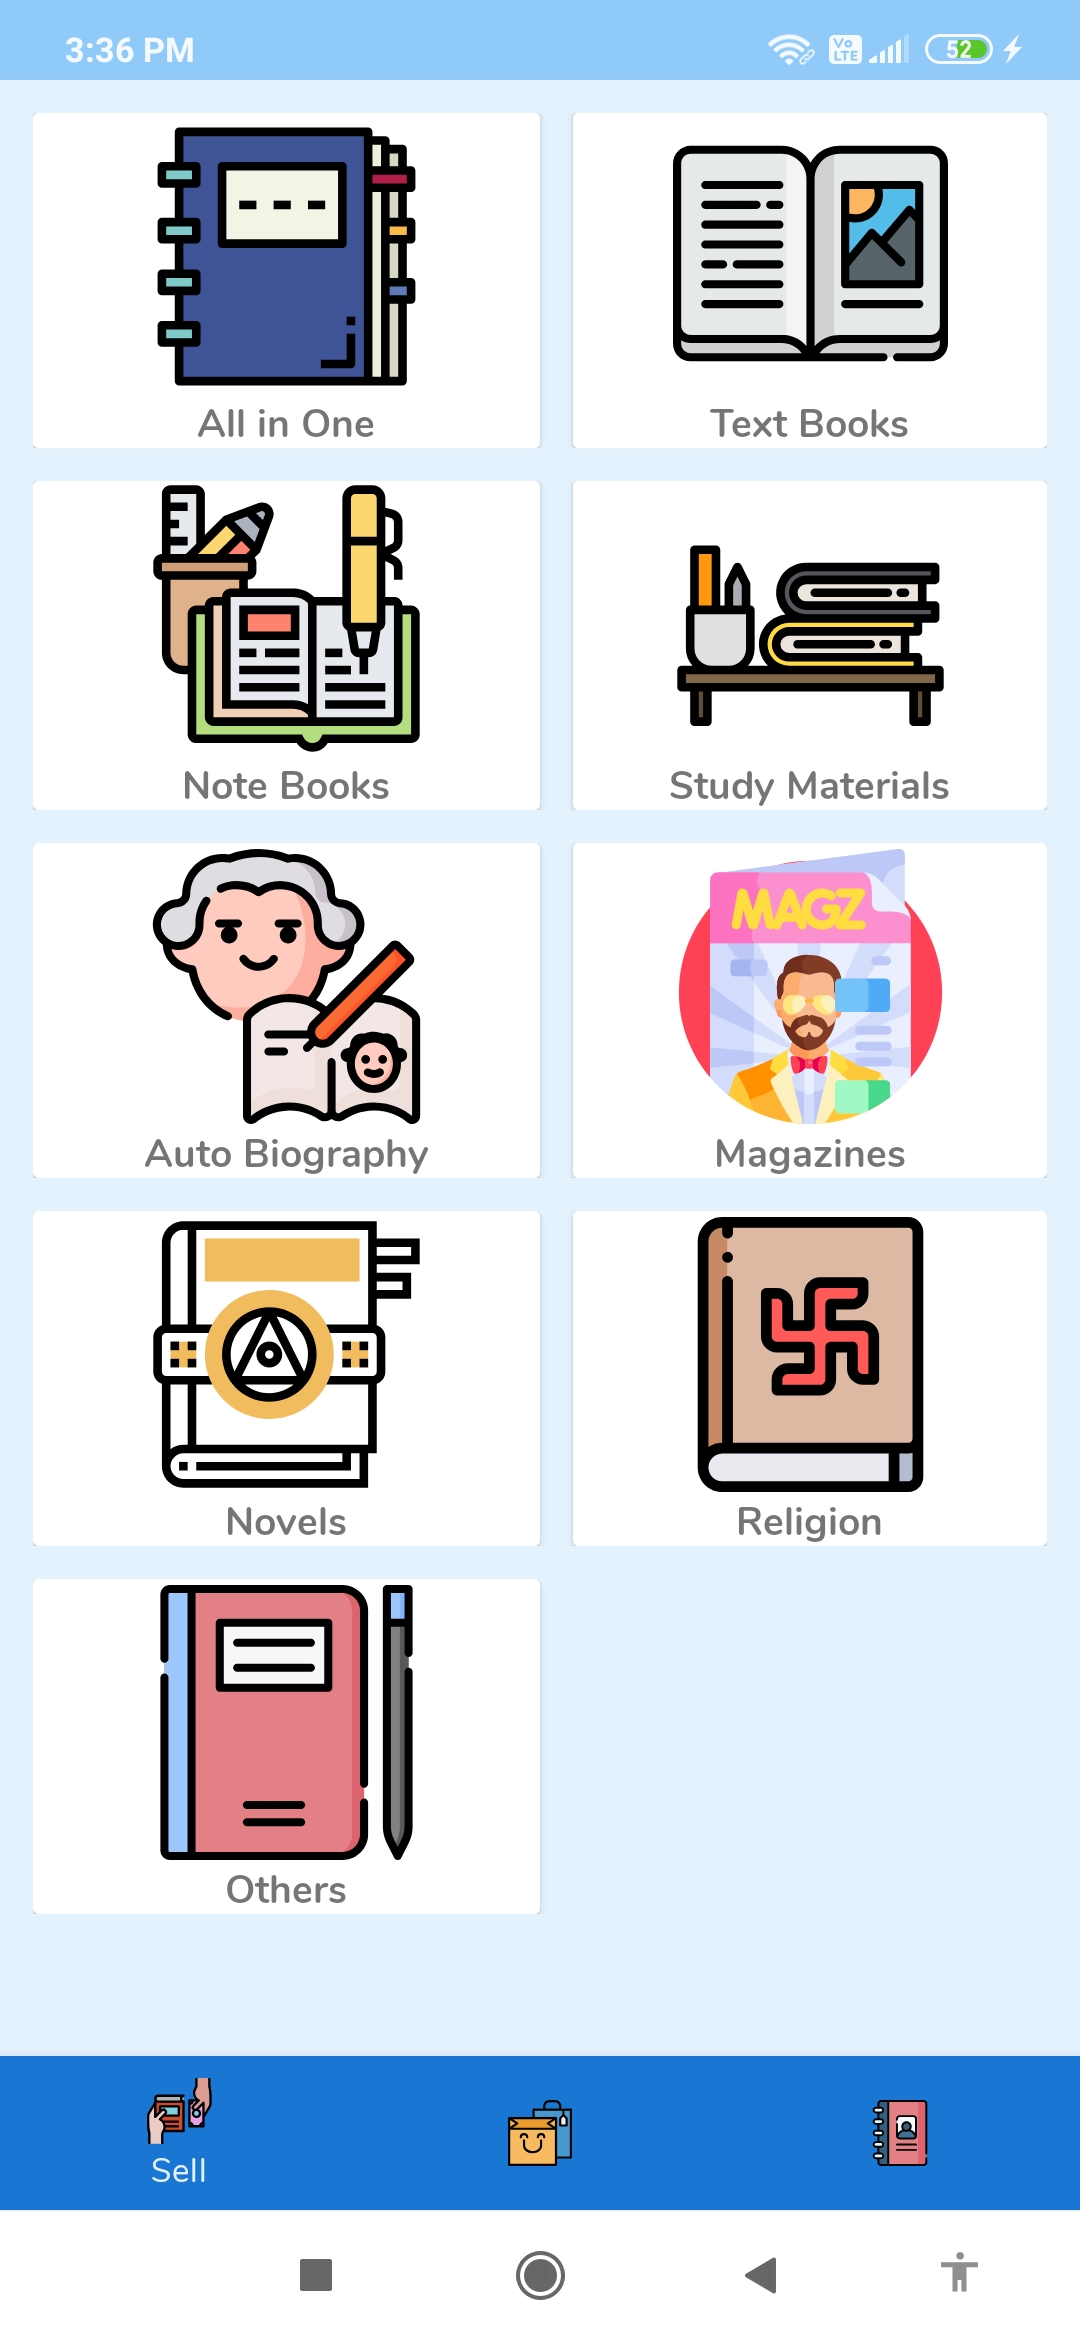 3:36 PM
Vo
LTE
52
All in One
Text Books
Note Books
Study Materials
MAGZ
Auto Biography
Magazines
Novels
Religion
Others
Sell